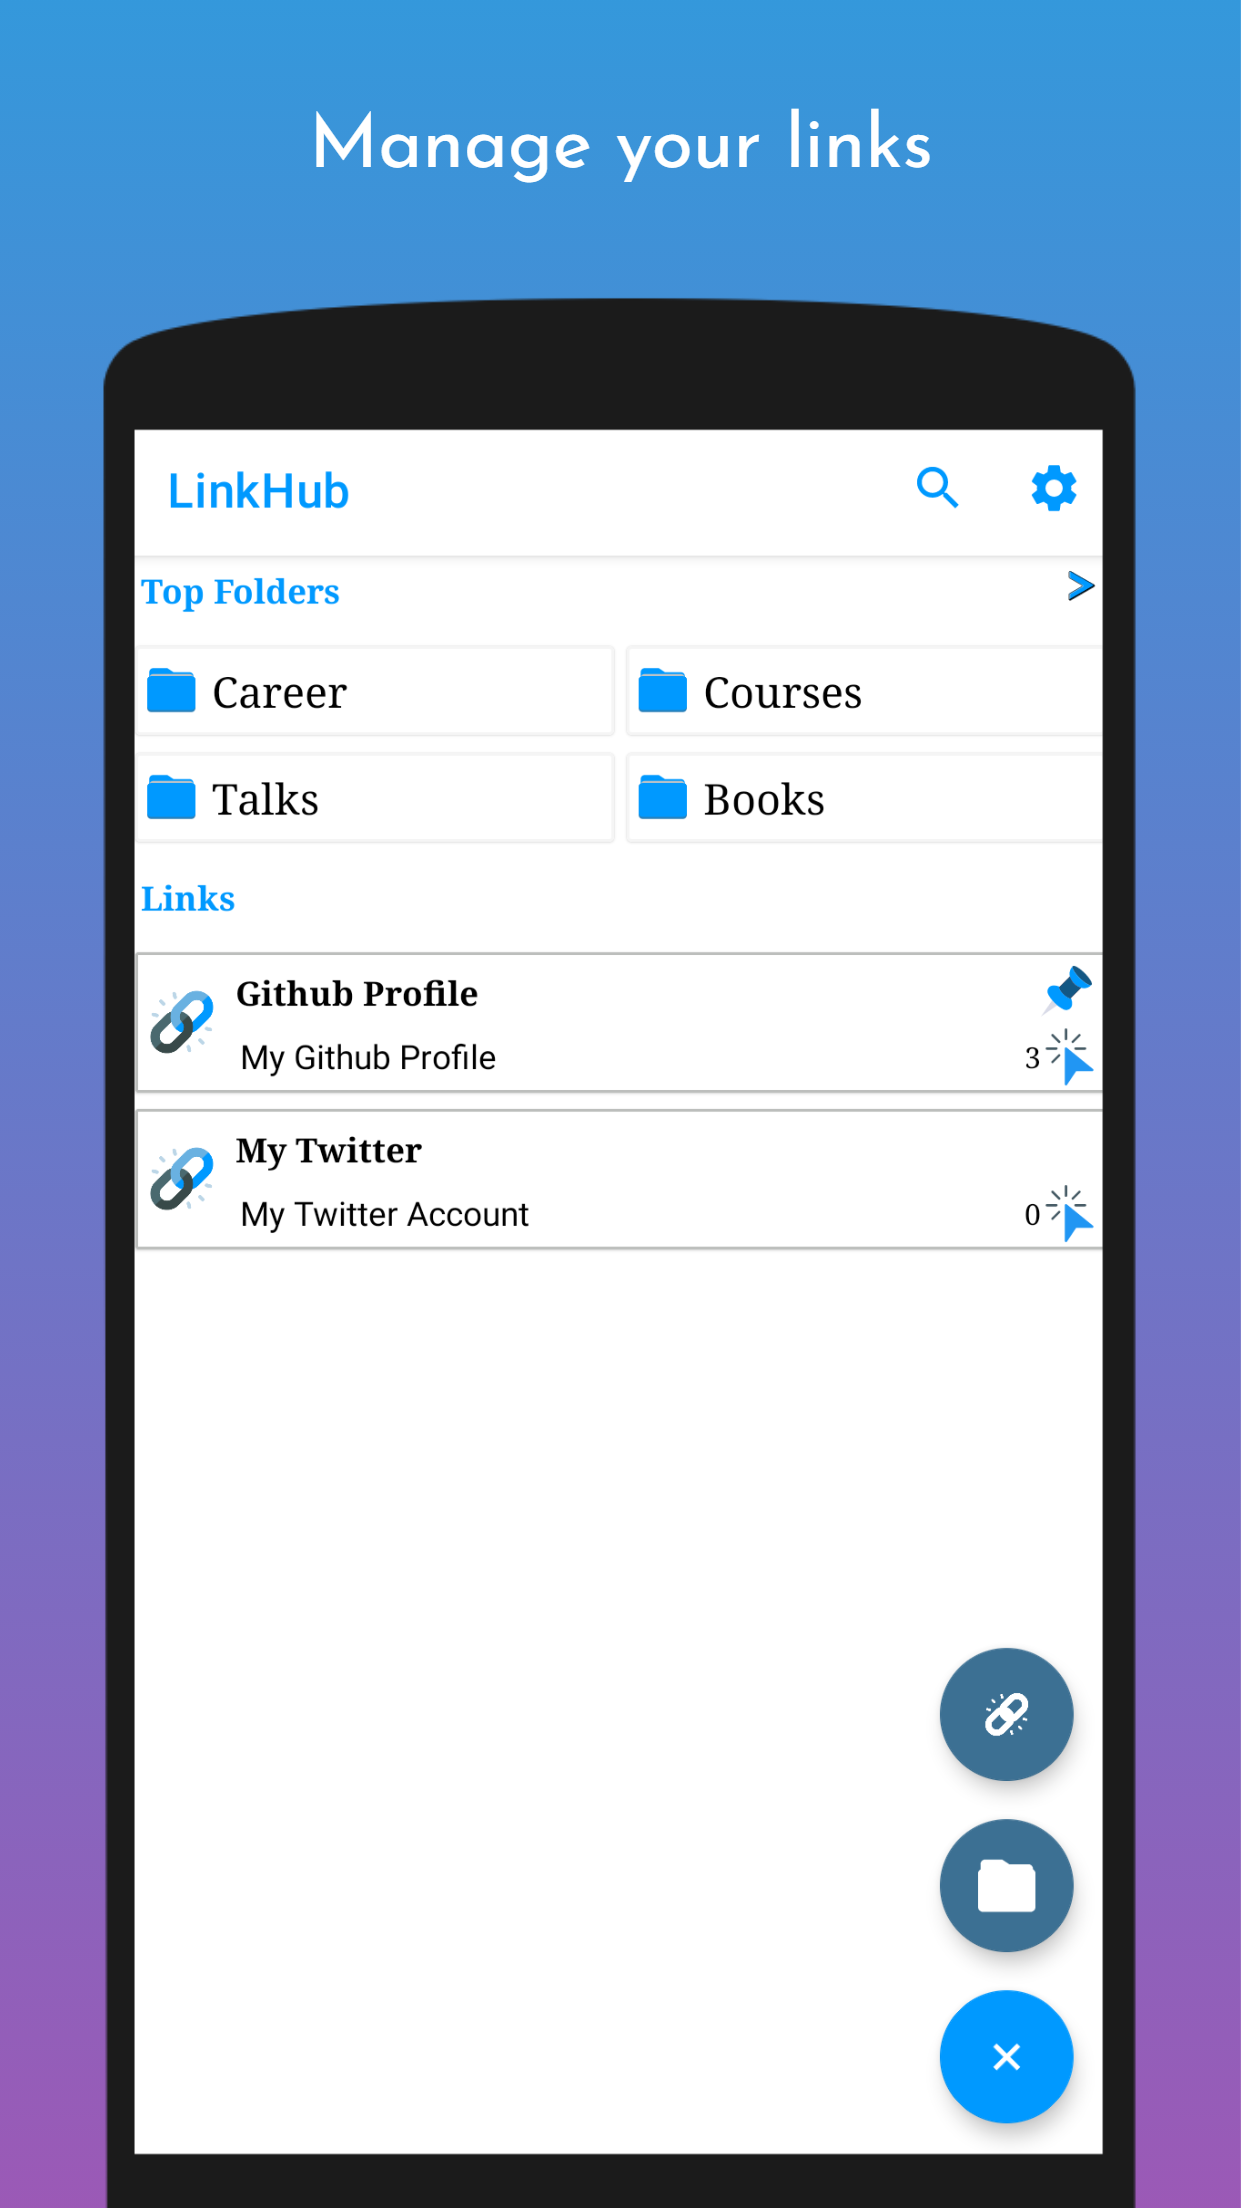 Manage your links
LinkHub
Top Folders
Career
Courses
Talks
Books
Links
Github Profile
My Github Profile
3
My Twitter
My Twitter Account
0